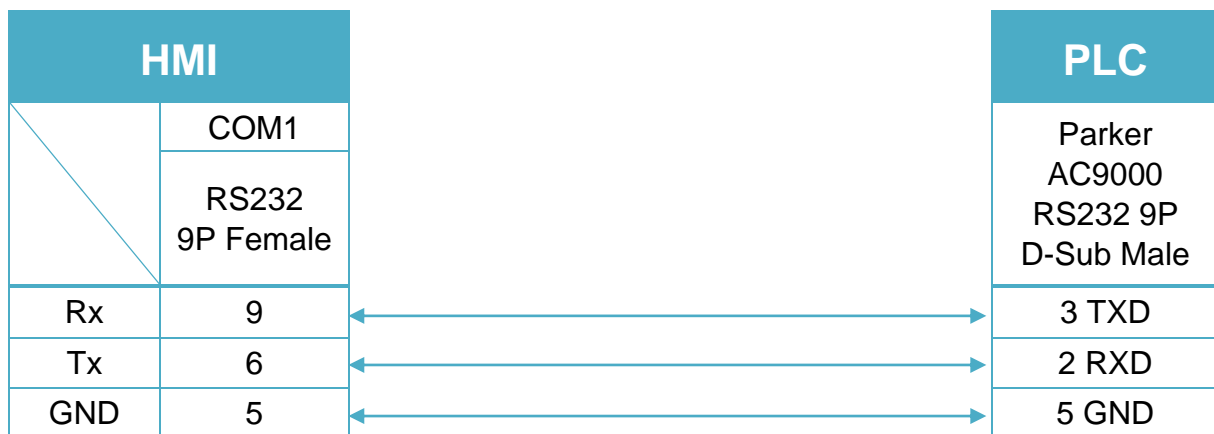 HMI
PLC
COM1
RS232
9P Female
Parker
AC9000
RS232 9P
D-Sub Male
Rx 9 3 TXD
Tx 6 2 RXD
GND 5 5 GND